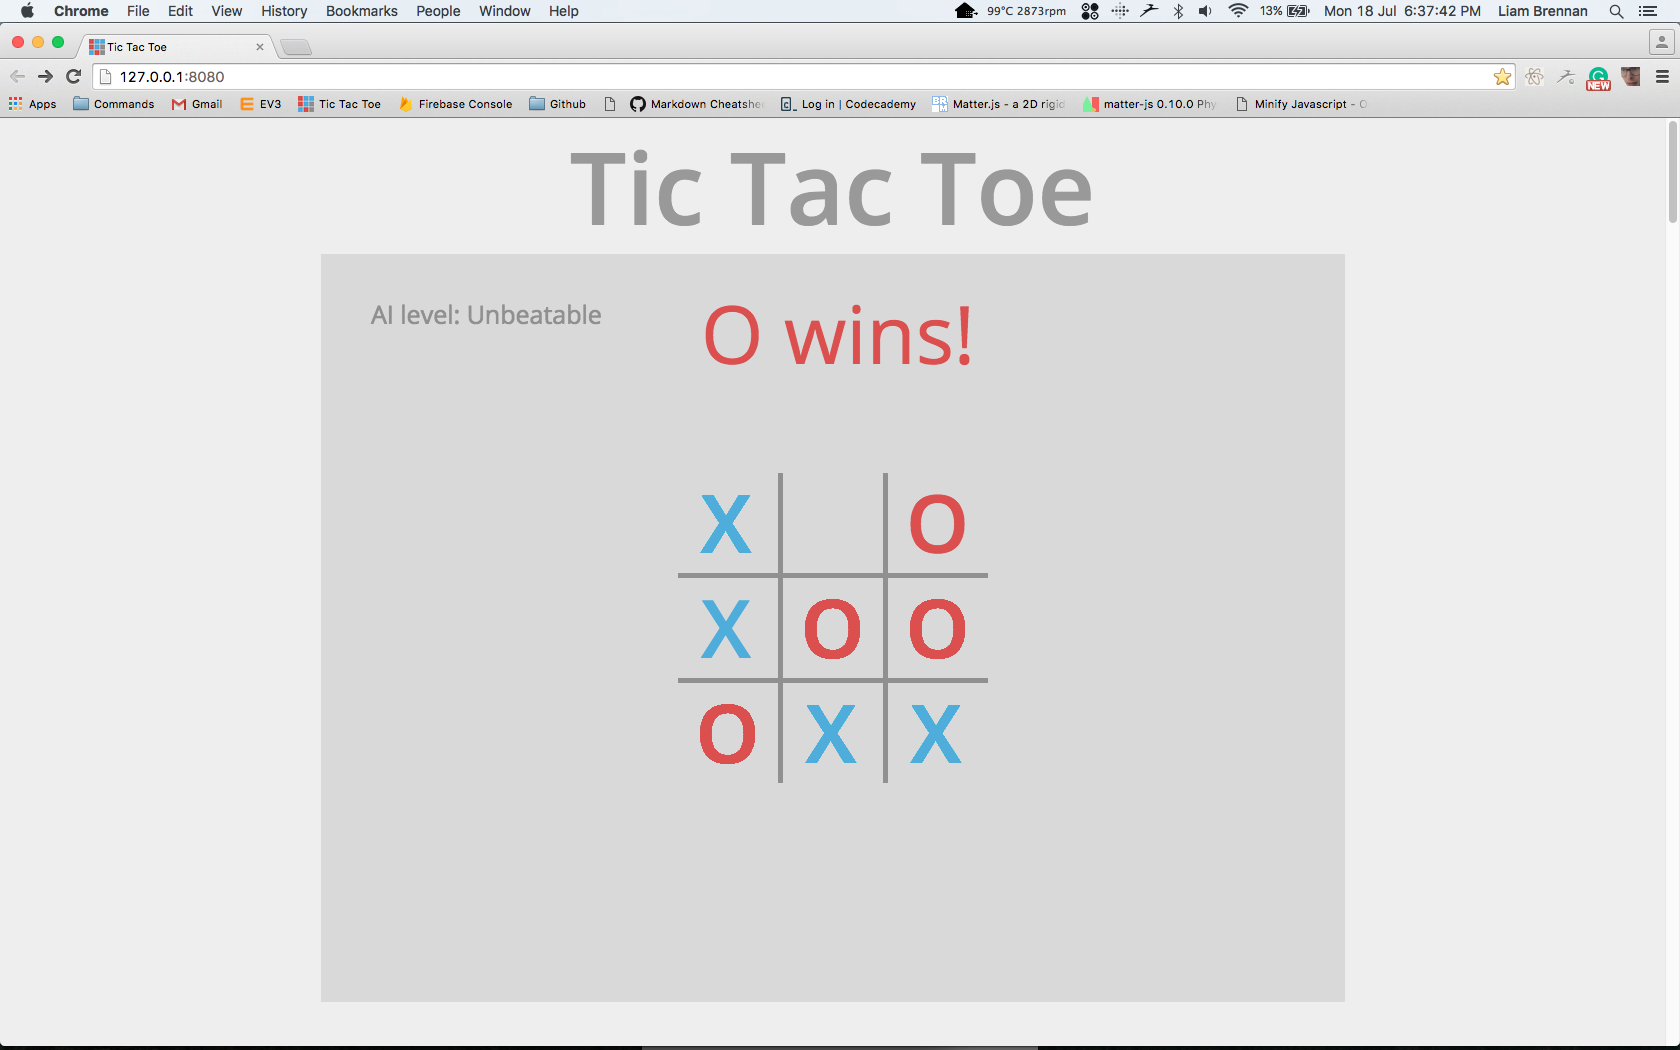 Chrome File Edit View History Bookmarks People Window Help 99°C 2873rpm 13% Mon 18 Jul 6:37:42 PM Liam Brennan
Tic Tac Toe
127.0.0.1:8080
NEW
Apps Commands Gmail EV3 Tic Tac Toe Firebase Console Github Markdown Cheatshe Log in | Codecademy Matter.js - a 2D rigid matter-js 0.10.0 Phy Minify Javascript - O
Tic Tac Toe
AI level: Unbeatable
O wins!
X O
X O O
O X X